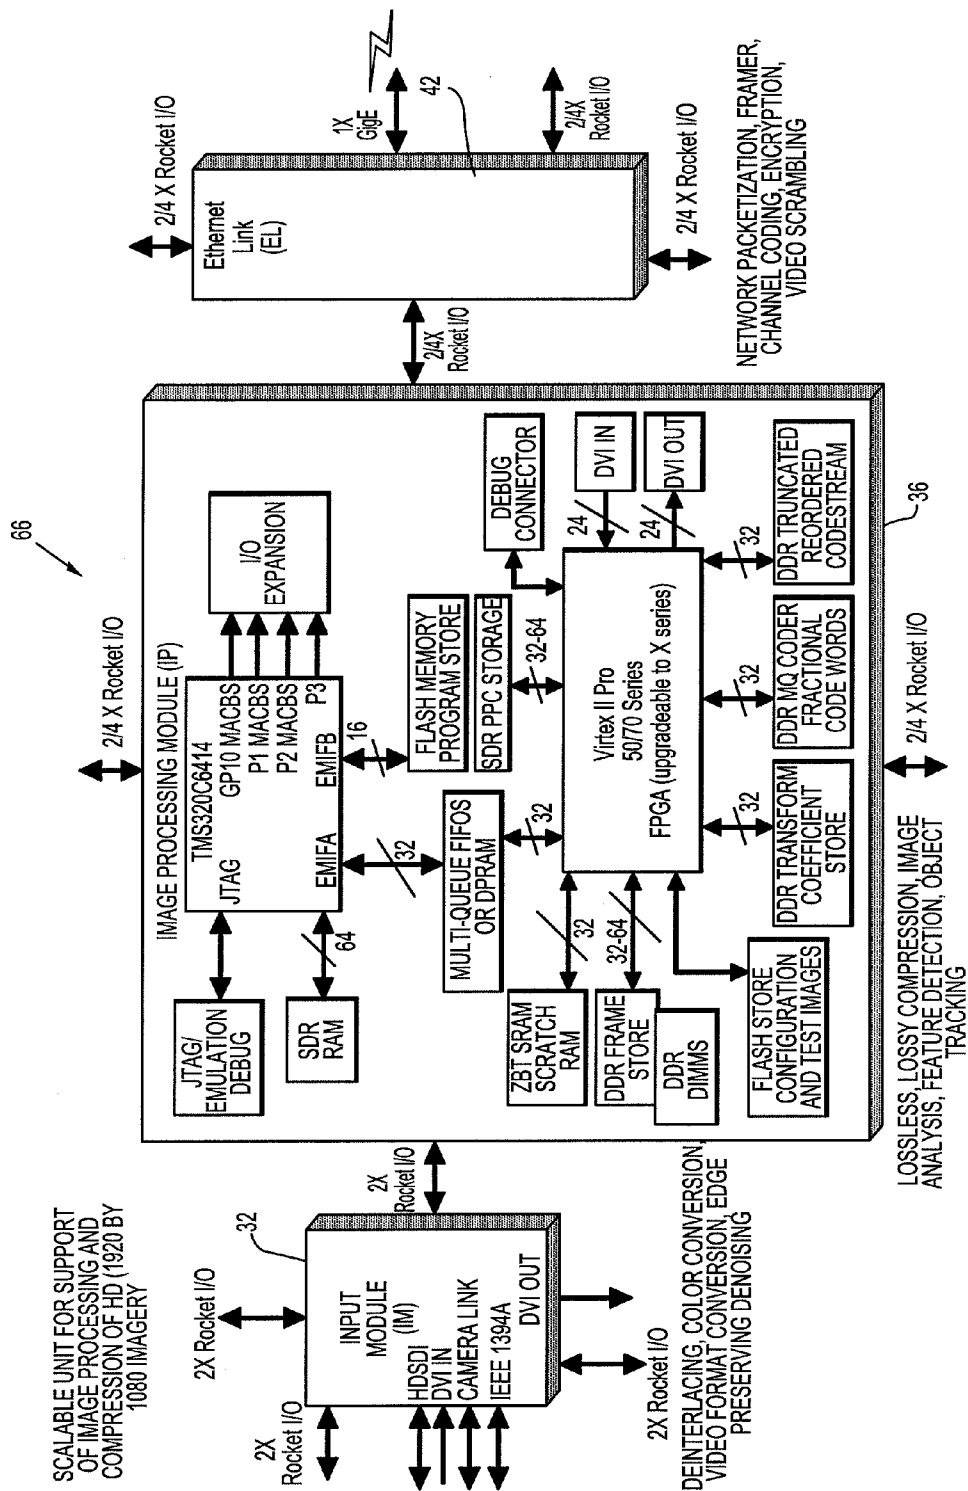 SCALABLE UNIT FOR SUPPORT
OF IMAGE PROCESSING AND
COMPRESSION OF HD (1920 BY
1080 IMAGERY
66
2X Rocket I/O
32
2X
Rocket I/O
INPUT
MODULE
(IM)
HDSDI
DVI IN
CAMERA LINK
IEEE 1394A
DVI OUT
2X Rocket I/O
DEINTERLACING, COLOR CONVERSION,
VIDEO FORMAT CONVERSION, EDGE
PRESERVING DENOISING
2X
Rocket I/O
2/4 X Rocket I/O
IMAGE PROCESSING MODULE (IP)
JTAG/
EMULATION
DEBUG
SDR
RAM
64
TMS320C6414
JTAG
GP10 MACBS
P1 MACBS
P2 MACBS
P3
EMIFA
EMIFB
I/O
EXPANSION
32
16
MULTI-QUEUE FIFOS
OR DPRAM
FLASH MEMORY
PROGRAM STORE
SDR PPC STORAGE
DEBUG
CONNECTOR
32
32-64
ZBT SRAM
SCRATCH
RAM
32
DDR FRAME
STORE
DDR
DIMMS
32-64
Virtex II Pro
50/70 Series
FPGA (upgradeable to X series)
24
DVI IN
24
DVI OUT
FLASH STORE
CONFIGURATION
AND TEST IMAGES
32
32
32
DDR TRANSFORM
COEFFICIENT
STORE
DDR MQ CODER
FRACTIONAL
CODE WORDS
DDR TRUNCATED
REORDERED
CODESTREAM
36
2/4 X Rocket I/O
LOSSLESS, LOSSY COMPRESSION, IMAGE
ANALYSIS, FEATURE DETECTION, OBJECT
TRACKING
2/4X
Rocket I/O
2/4 X Rocket I/O
Ethernet
Link
(EL)
1X
GigE
42
2/4X
Rocket I/O
2/4 X Rocket I/O
NETWORK PACKETIZATION, FRAMER,
CHANNEL CODING, ENCRYPTION,
VIDEO SCRAMBLING